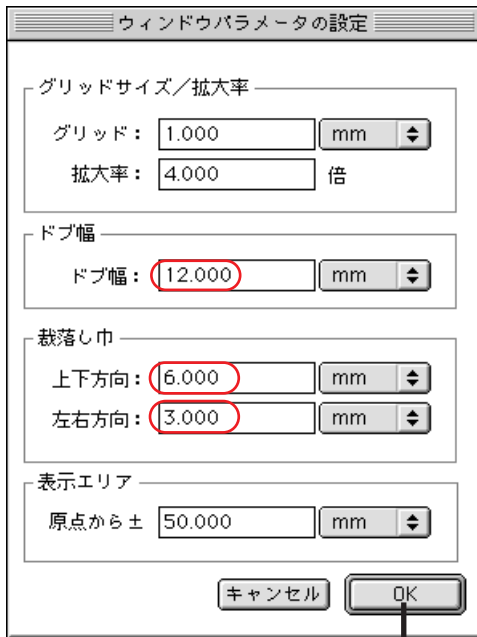 ウィンドウパラメータの設定
グリッドサイズ／拡大率
グリッド： 1.000 mm
拡大率： 4.000 倍
ドブ幅
ドブ幅： 12.000 mm
裁落し巾
上下方向： 6.000 mm
左右方向： 3.000 mm
表示エリア
原点から± 50.000 mm
キャンセル OK